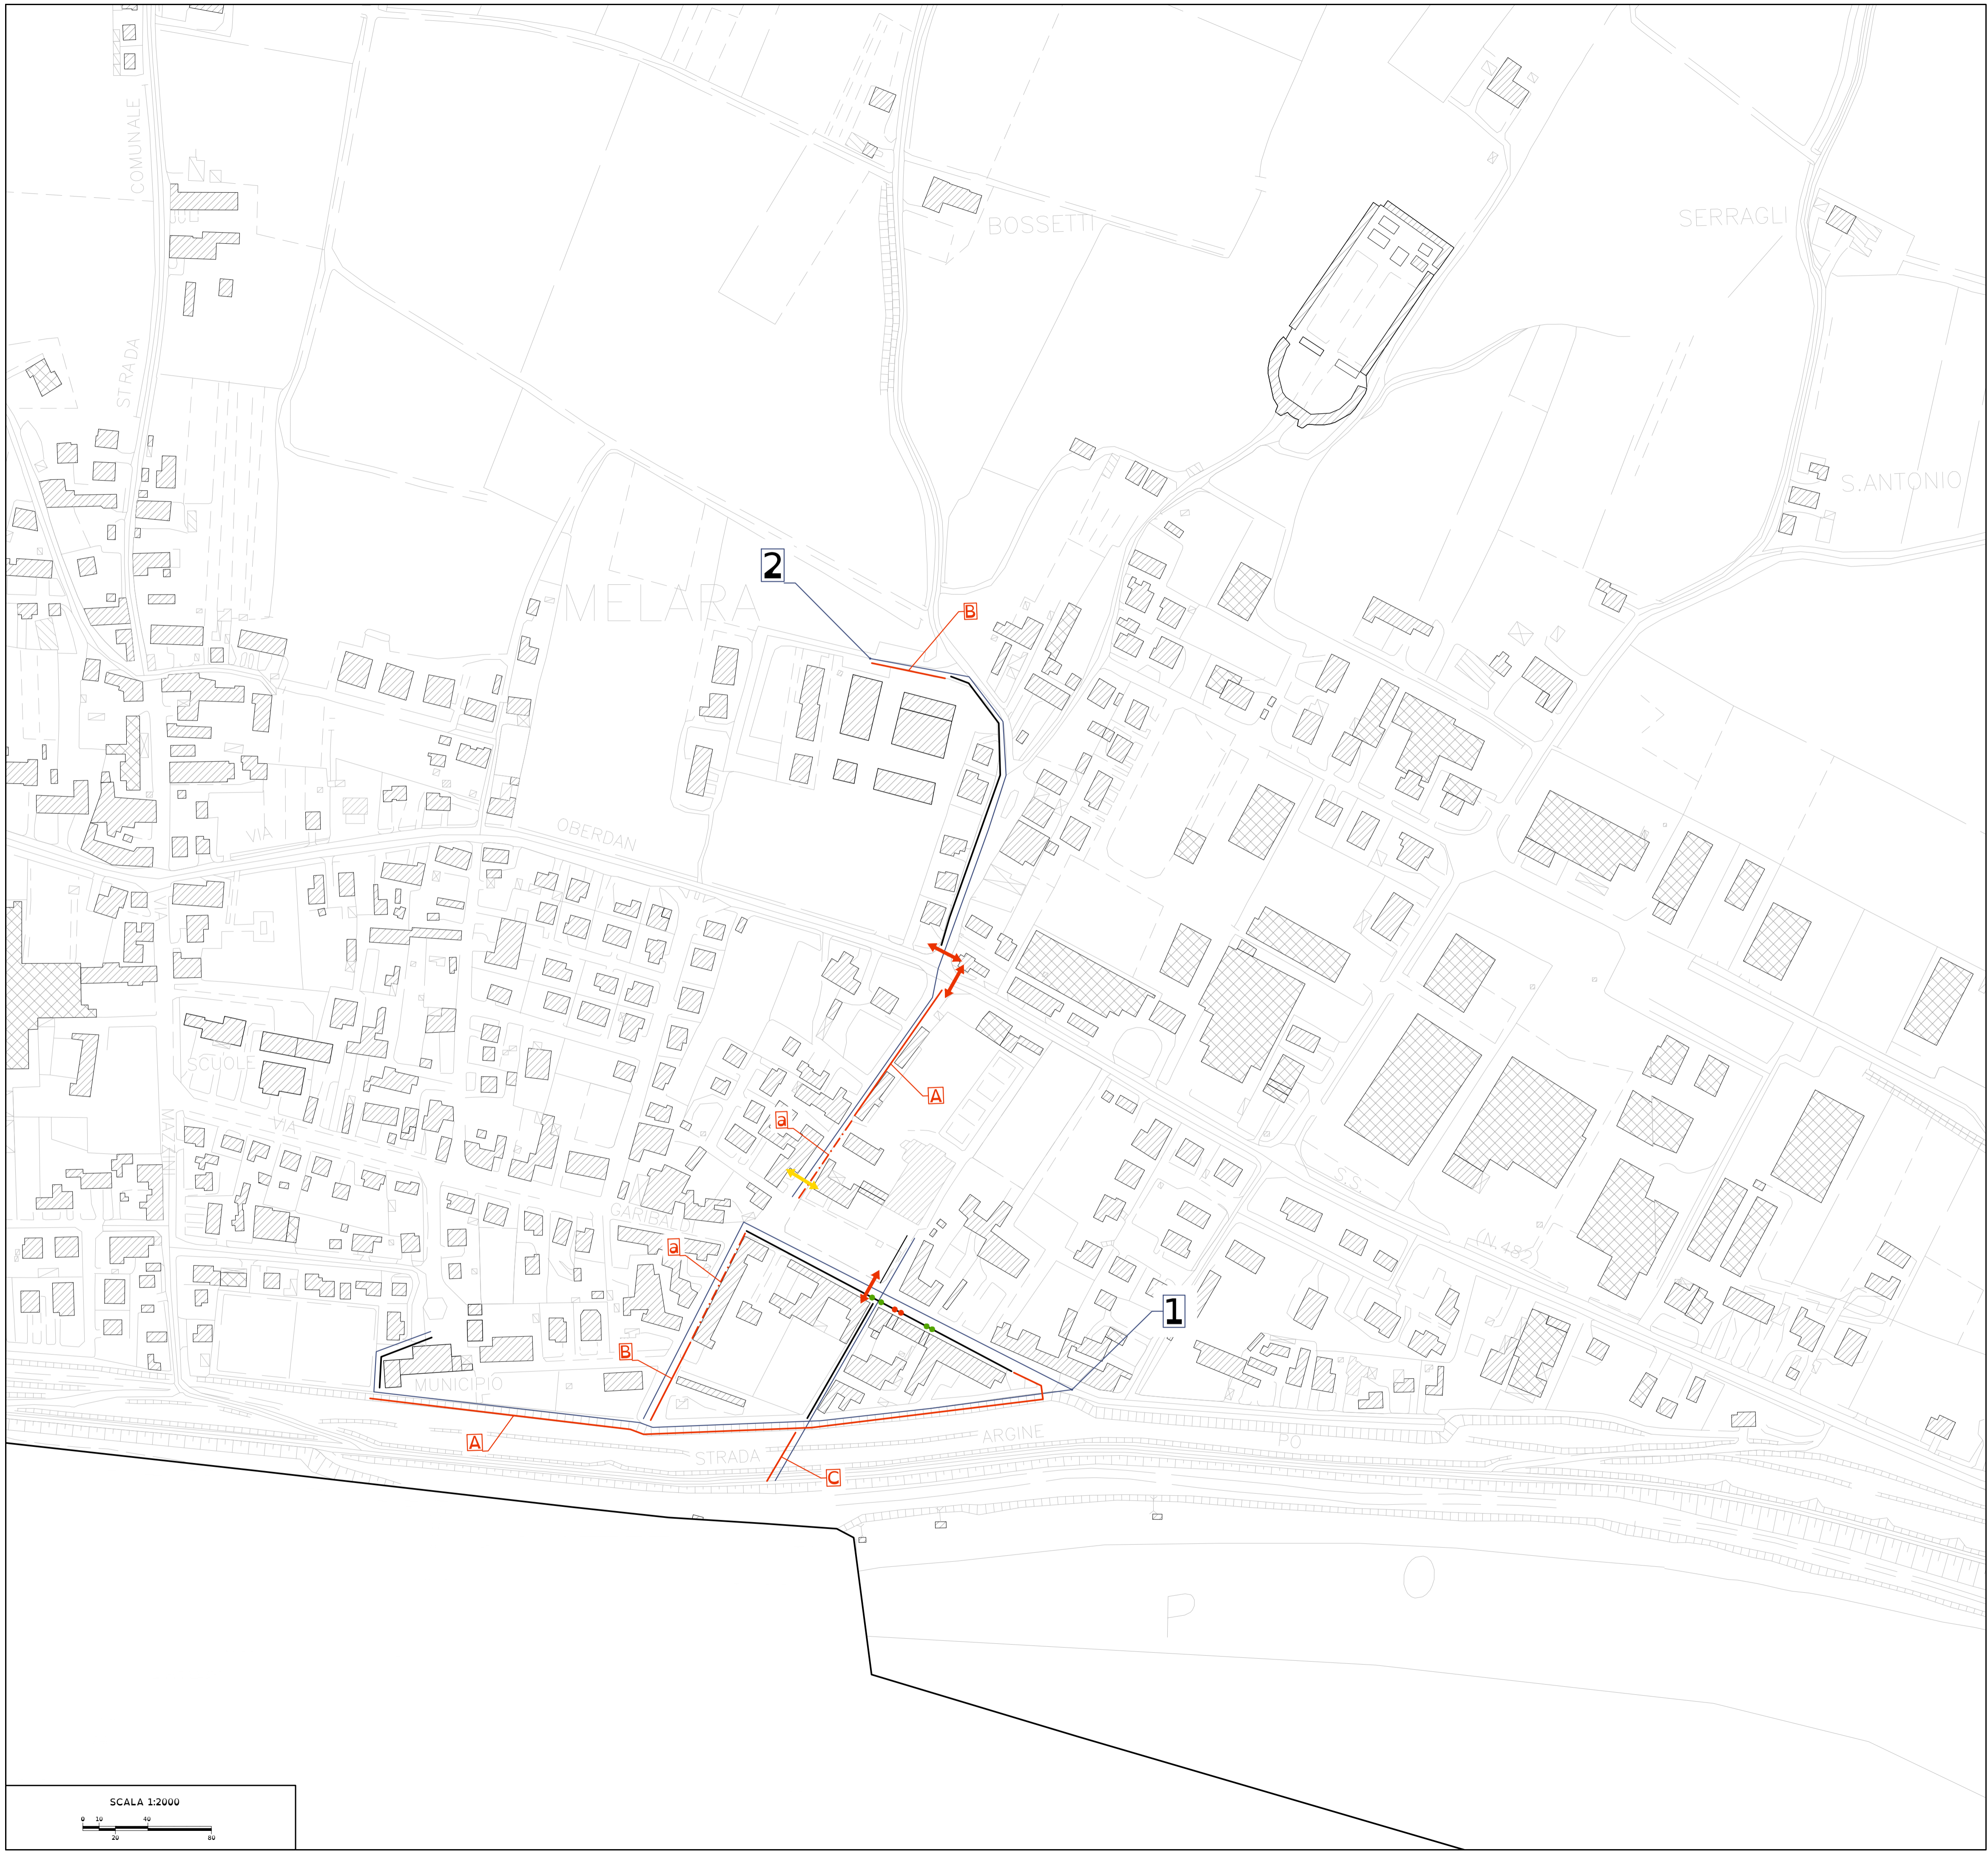 COMUNALE
BOSSETTI
SERRAGLI
STRADA
S.ANTONIO
2
MELARA
B
OBERDAN
VIA
VIA
SCUOLE
A
a
VIA
S.S.
GARIBALDI
(N.482)
a
1
B
MUNICIPIO
A
STRADA
ARGINE
PO
C
P
O
SCALA 1:2000
0 10 40
20 80